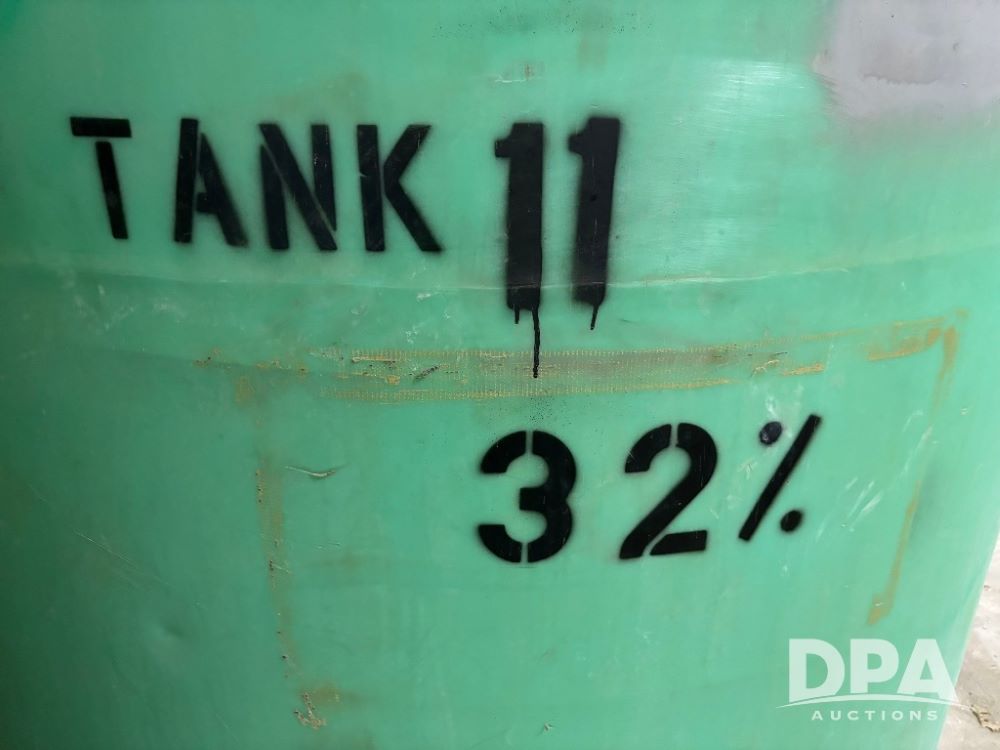 TANK 11
32%
DPA
AUCTIONS